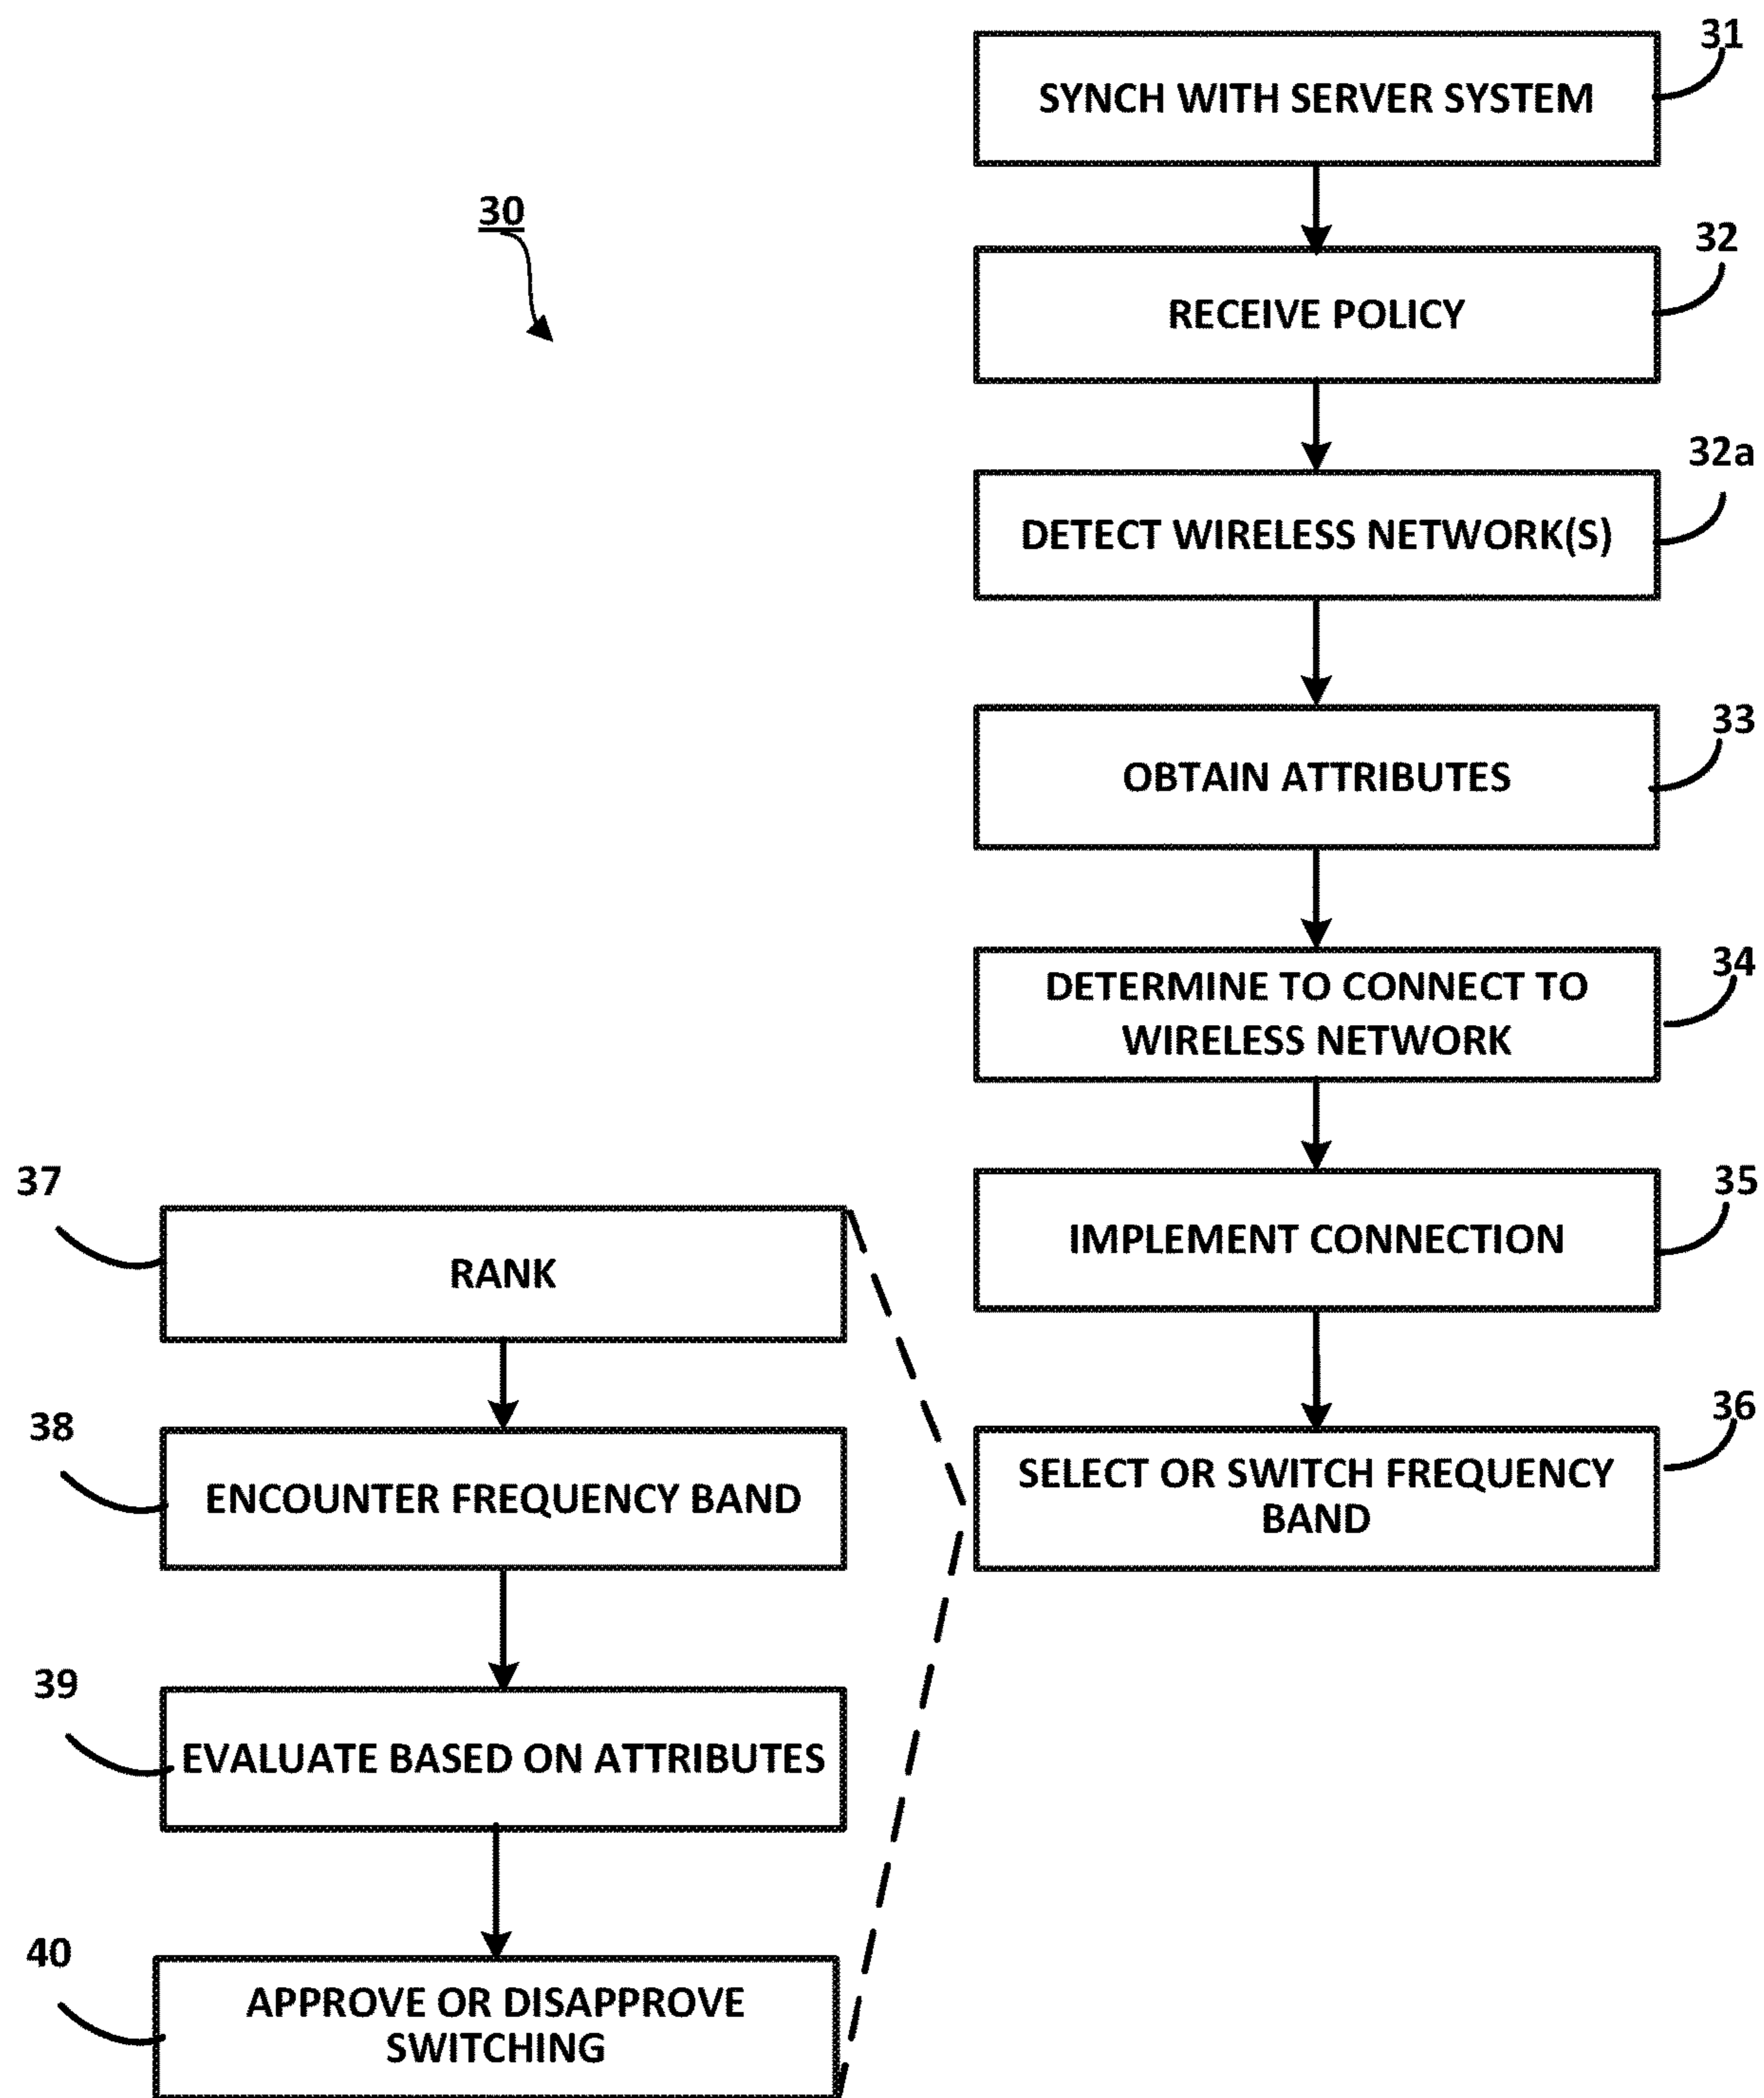 31
SYNCH WITH SERVER SYSTEM
30
32
RECEIVE POLICY
32a
DETECT WIRELESS NETWORK(S)
33
OBTAIN ATTRIBUTES
34
DETERMINE TO CONNECT TO
WIRELESS NETWORK
35
IMPLEMENT CONNECTION
36
SELECT OR SWITCH FREQUENCY
BAND
37
RANK
38
ENCOUNTER FREQUENCY BAND
39
EVALUATE BASED ON ATTRIBUTES
40
APPROVE OR DISAPPROVE
SWITCHING